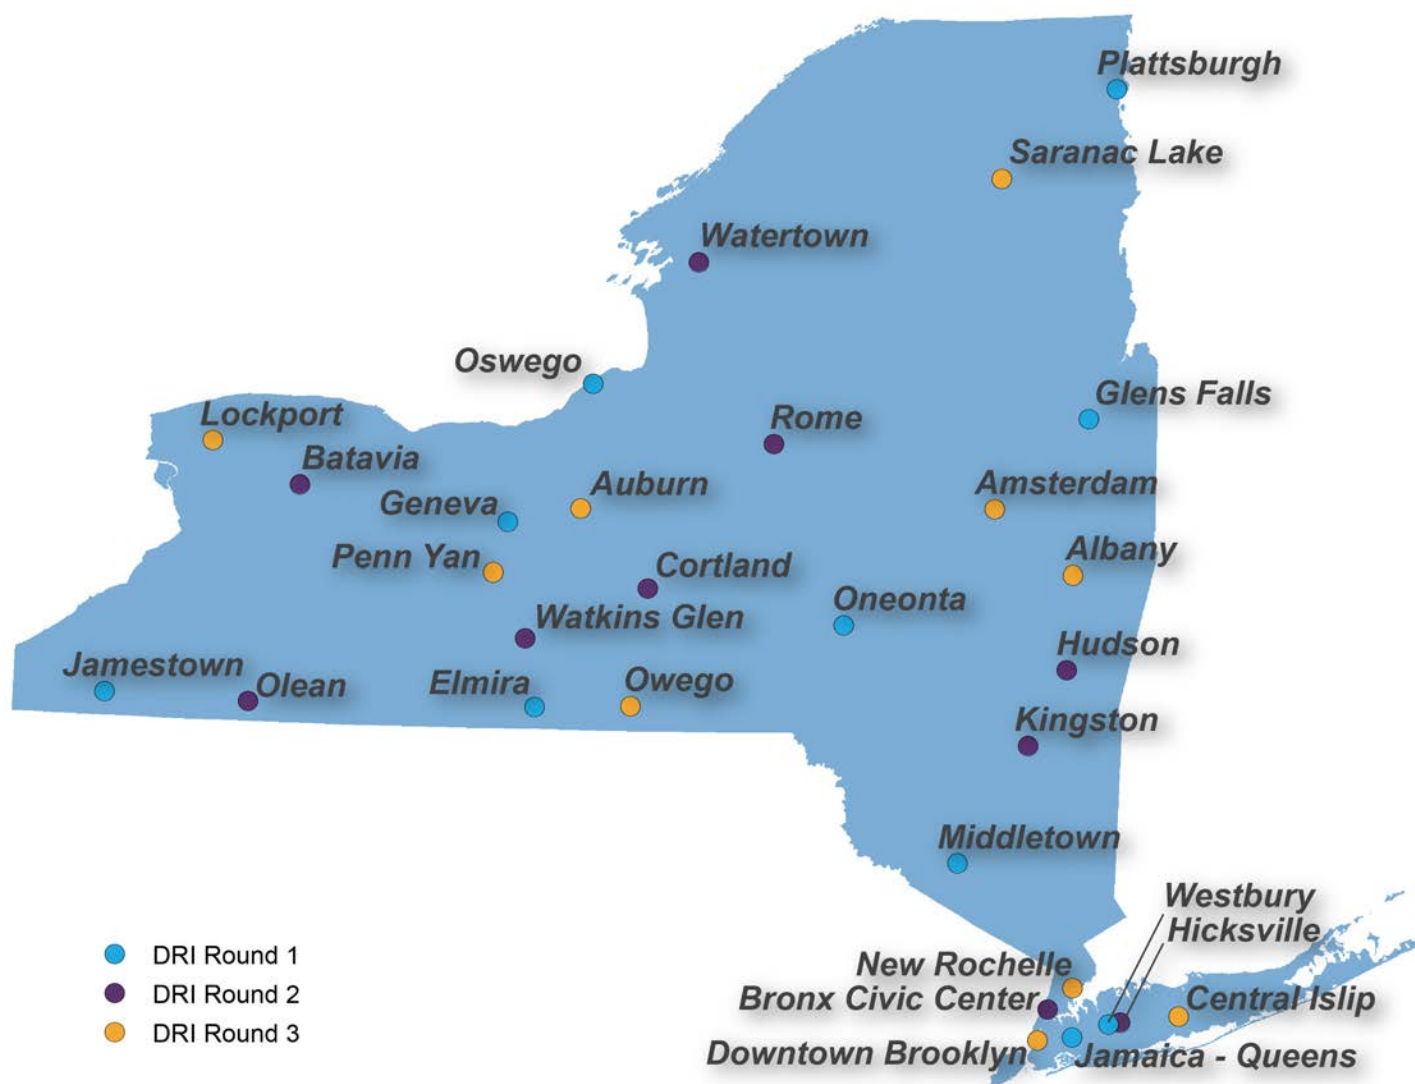 Plattsburgh
Saranac Lake
Watertown
Oswego
Glens Falls
Lockport
Rome
Batavia
Auburn
Amsterdam
Geneva
Penn Yan
Albany
Cortland
Oneonta
Watkins Glen
Hudson
Jamestown
Olean
Elmira
Owego
Kingston
Middletown
Westbury
Hicksville
New Rochelle
Bronx Civic Center
Central Islip
Downtown Brooklyn
Jamaica - Queens
DRI Round 1
DRI Round 2
DRI Round 3